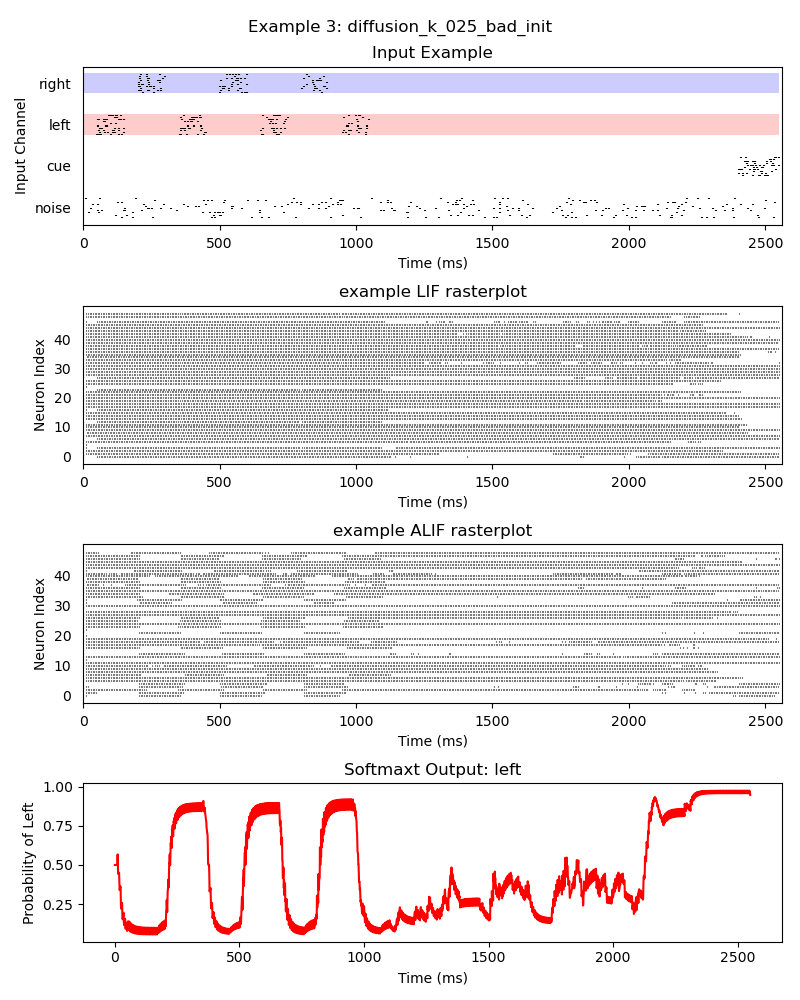 Example 3: diffusion_k_025_bad_init
Input Example
Input Channel
right
left
cue
noise
0 500 1000 1500 2000 2500
Time (ms)
example LIF rasterplot
Neuron Index
40
30
20
10
0
0 500 1000 1500 2000 2500
Time (ms)
example ALIF rasterplot
Neuron Index
40
30
20
10
0
0 500 1000 1500 2000 2500
Time (ms)
Softmaxt Output: left
Probability of Left
1.00
0.75
0.50
0.25
0 500 1000 1500 2000 2500
Time (ms)